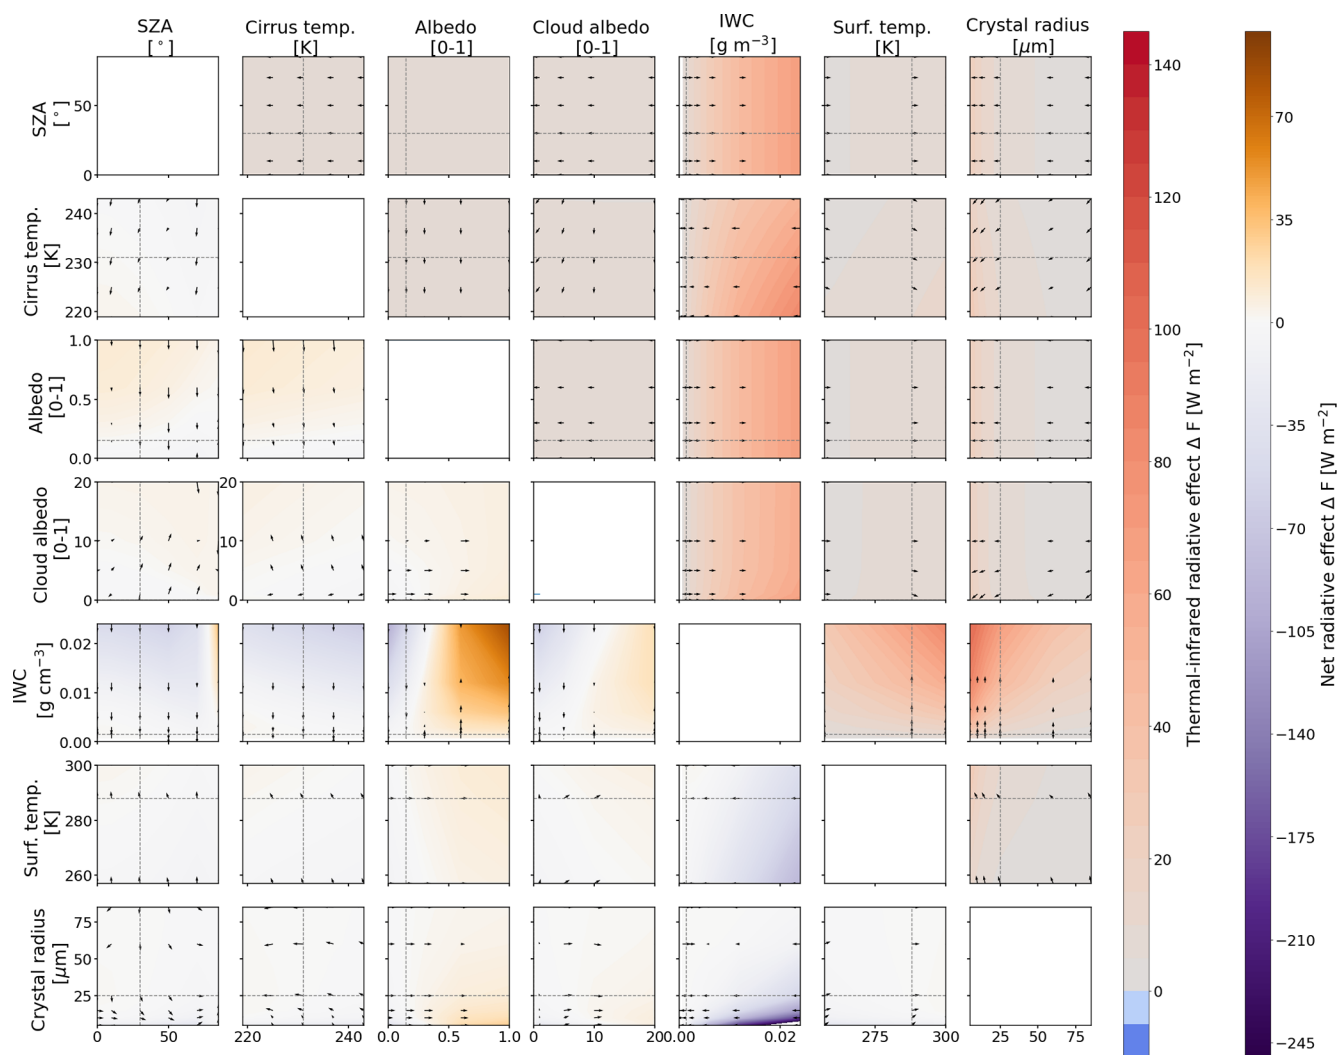 SZA
[ ° ]
Cirrus temp.
[K]
Albedo
[0-1]
Cloud albedo
[0-1]
IWC
[g m−3]
Surf. temp.
[K]
Crystal radius
[μm]
SZA
[ ° ]
50
0
Cirrus temp.
[K]
240
230
220
Albedo
[0-1]
1.0
0.5
0.0
Cloud albedo
[0-1]
20
10
0
20
10
0
IWC
[g cm−3]
0.02
0.01
0.00
Surf. temp.
[K]
300
280
260
Crystal radius
[μm]
75
50
25
0
50
220
240
0.0
0.5
1.0
0
10
20
0.00
0.02
275
300
25
50
75
140
120
100
80
60
40
20
0
Thermal-infrared radiative effect Δ F [W m−2]
70
35
0
−35
−70
−105
−140
−175
−210
−245
Net radiative effect Δ F [W m−2]